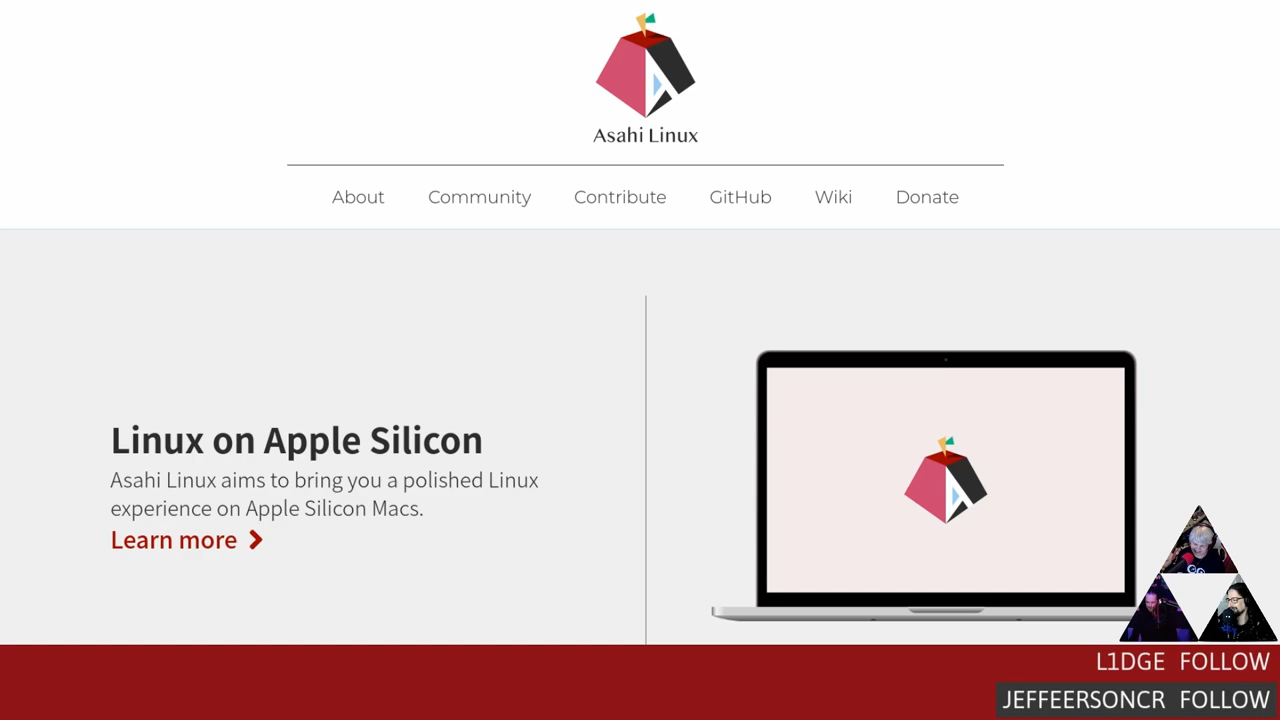 Asahi Linux
About Community Contribute GitHub Wiki Donate
Linux on Apple Silicon
Asahi Linux aims to bring you a polished Linux
experience on Apple Silicon Macs.
Learn more
L1DGE FOLLOW
JEFFEERSONCR FOLLOW